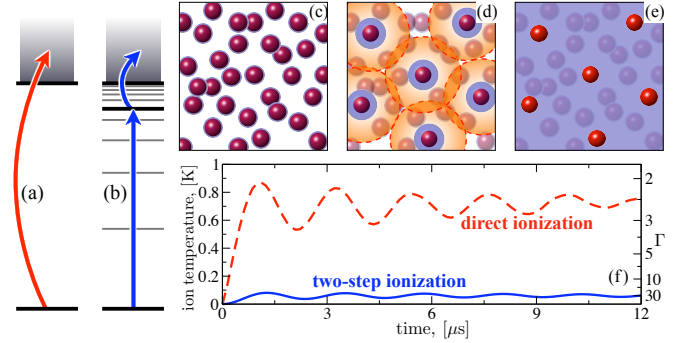 (c)
(d)
(e)
(a)
(b)
1
0.8
0.6
0.4
0.2
0
ion temperature, [K]
direct ionization
two-step ionization
(f)
2
3
5
10
30
Γ
0
3
6
9
12
time, [μs]